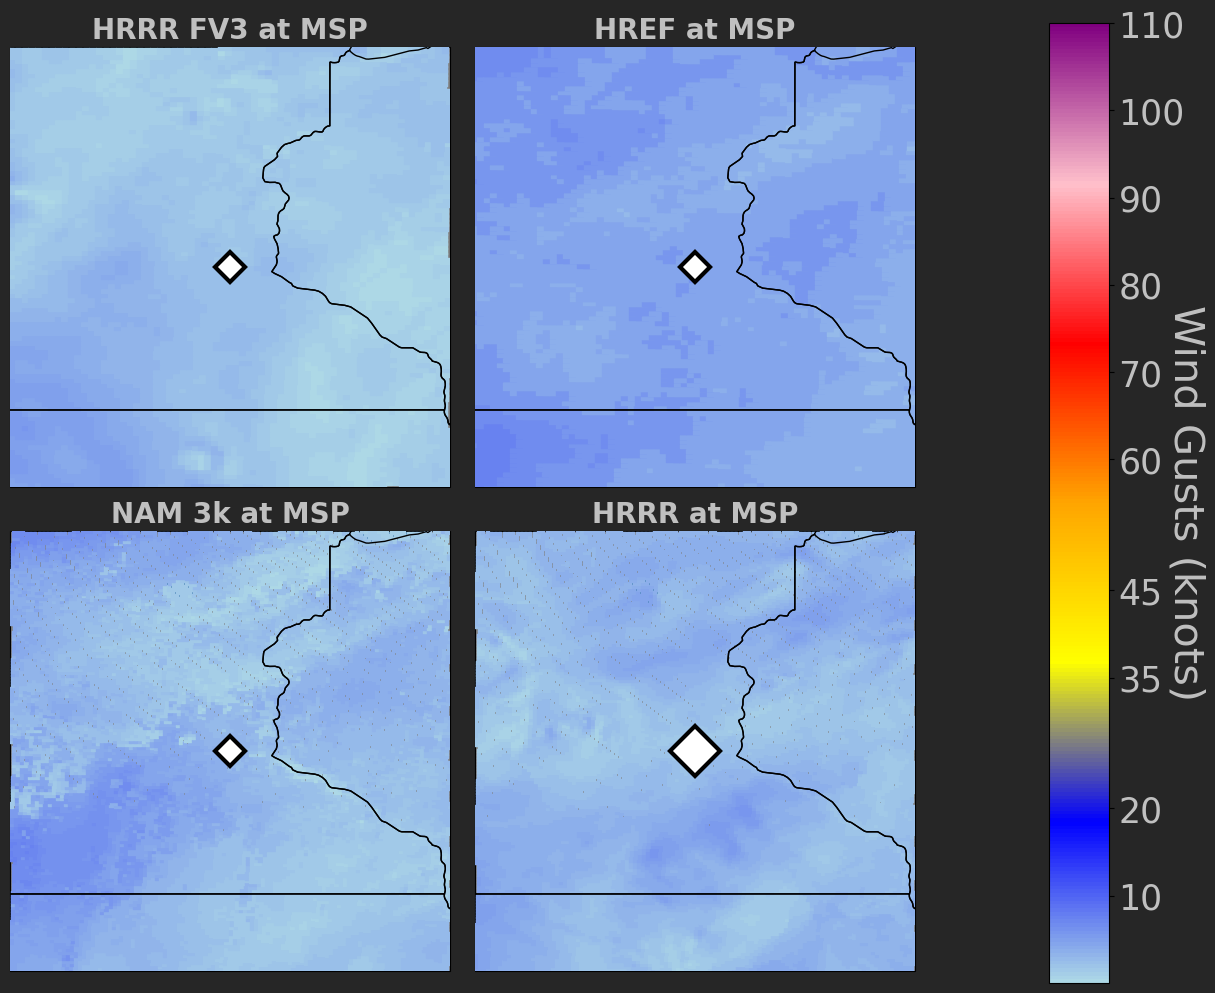 HRRR FV3 at MSP
HREF at MSP
NAM 3k at MSP
HRRR at MSP
110
100
90
80
70
60
45
35
20
10
Wind Gusts (knots)